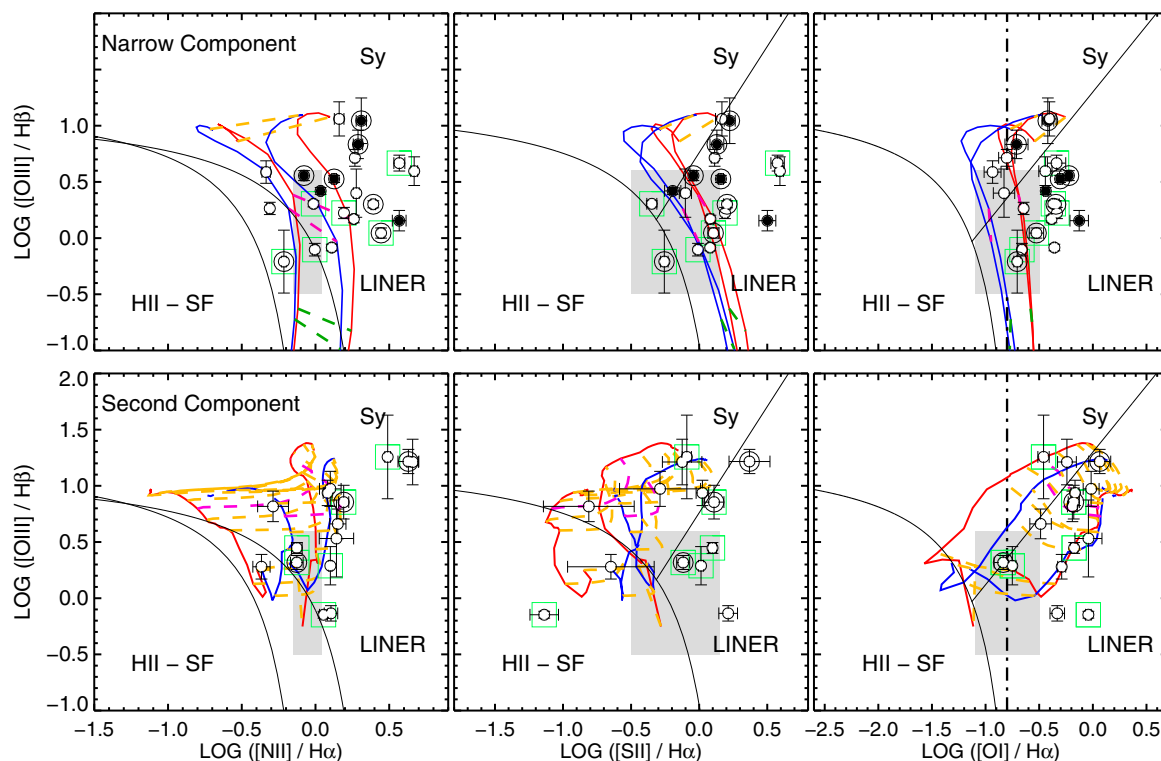 Narrow Component
Sy
Sy
Sy
LOG ([OIII] / Hβ)
1.0
0.5
0.0
−0.5
−1.0
HII − SF
LINER
HII − SF
LINER
HII − SF
LINER
Second Component
Sy
Sy
Sy
LOG ([OIII] / Hβ)
2.0
1.5
1.0
0.5
0.0
−0.5
−1.0
HII − SF
LINER
HII − SF
LINER
HII − SF
LINER
−1.5 −1.0 −0.5 0.0 0.5
−1.0 −0.5 0.0 0.5
−2.5 −2.0 −1.5 −1.0 −0.5 0.0 0.5
LOG ([NII] / Hα)
LOG ([SII] / Hα)
LOG ([OI] / Hα)